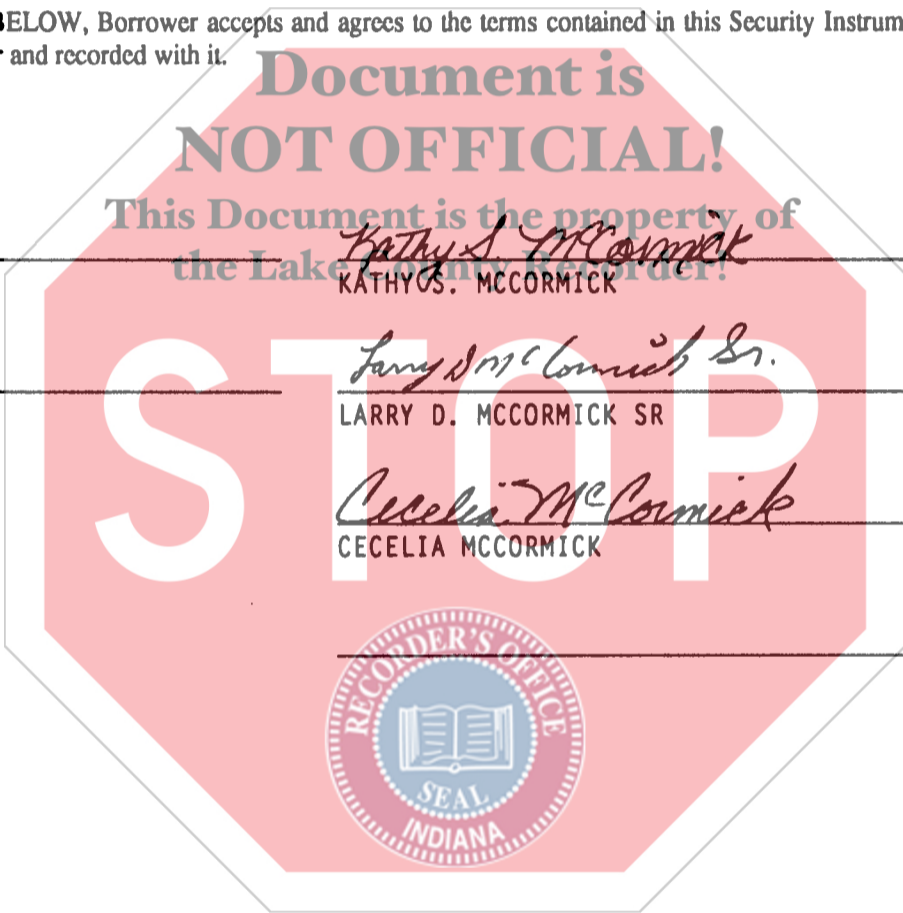 BELOW, Borrower accepts and agrees to the terms contained in this Security Instrum
and recorded with it.
Document is
NOT OFFICIAL!
This Document is the property of
the Lake County Recorder!
Kathy S. McCormick
KATHY S. MCCORMICK
Larry D McCormick Sr.
LARRY D. MCCORMICK SR
STOP
Cecelia McCormick
CECELIA MCCORMICK
RECORDER'S OFFICE
SEAL
INDIANA